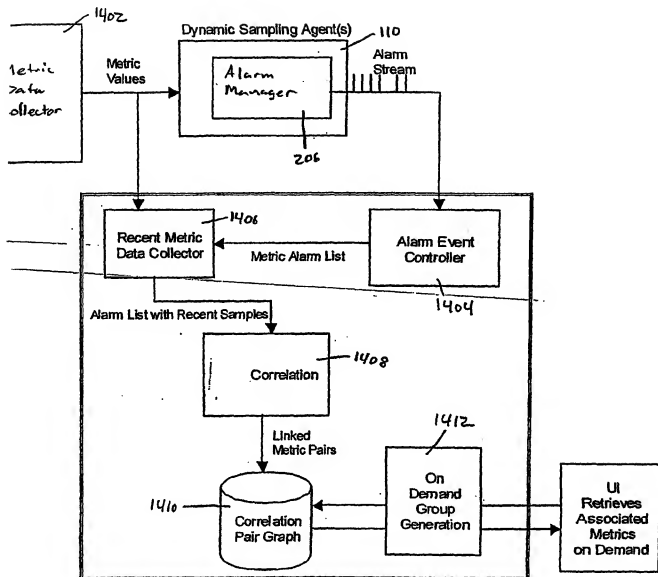 1402
Metric
Values
Dynamic Sampling Agent(s)
110
Alarm
Manager
206
Alarm
Stream
1406
Recent Metric
Data Collector
Metric Alarm List
Alarm Event
Controller
1404
Alarm List with Recent Samples
Correlation
1408
Linked
Metric Pairs
1410
Correlation
Pair Graph
1412
On
Demand
Group
Generation
UI
Retrieves
Associated
Metrics
on Demand